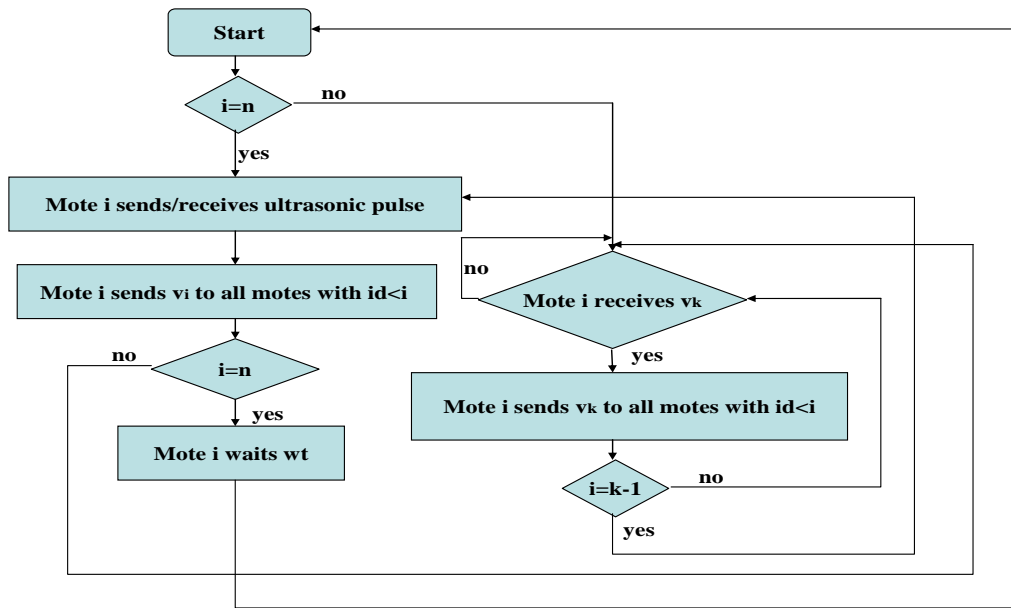 Start
i=n
no
yes
Mote i sends/receives ultrasonic pulse
no
Mote i sends vi to all motes with id<i
Mote i receives vk
no
i=n
yes
yes
Mote i sends vk to all motes with id<i
Mote i waits wt
i=k-1
no
yes